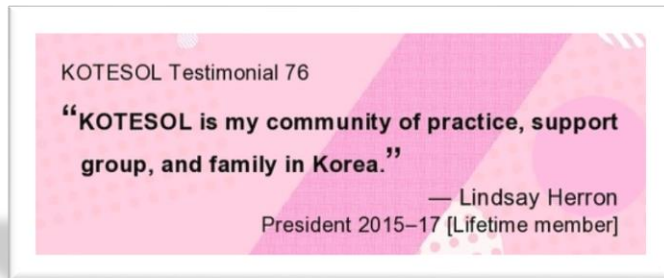 KOTESOL Testimonial 76
“KOTESOL is my community of practice, support
group, and family in Korea.”
— Lindsay Herron
President 2015–17 [Lifetime member]